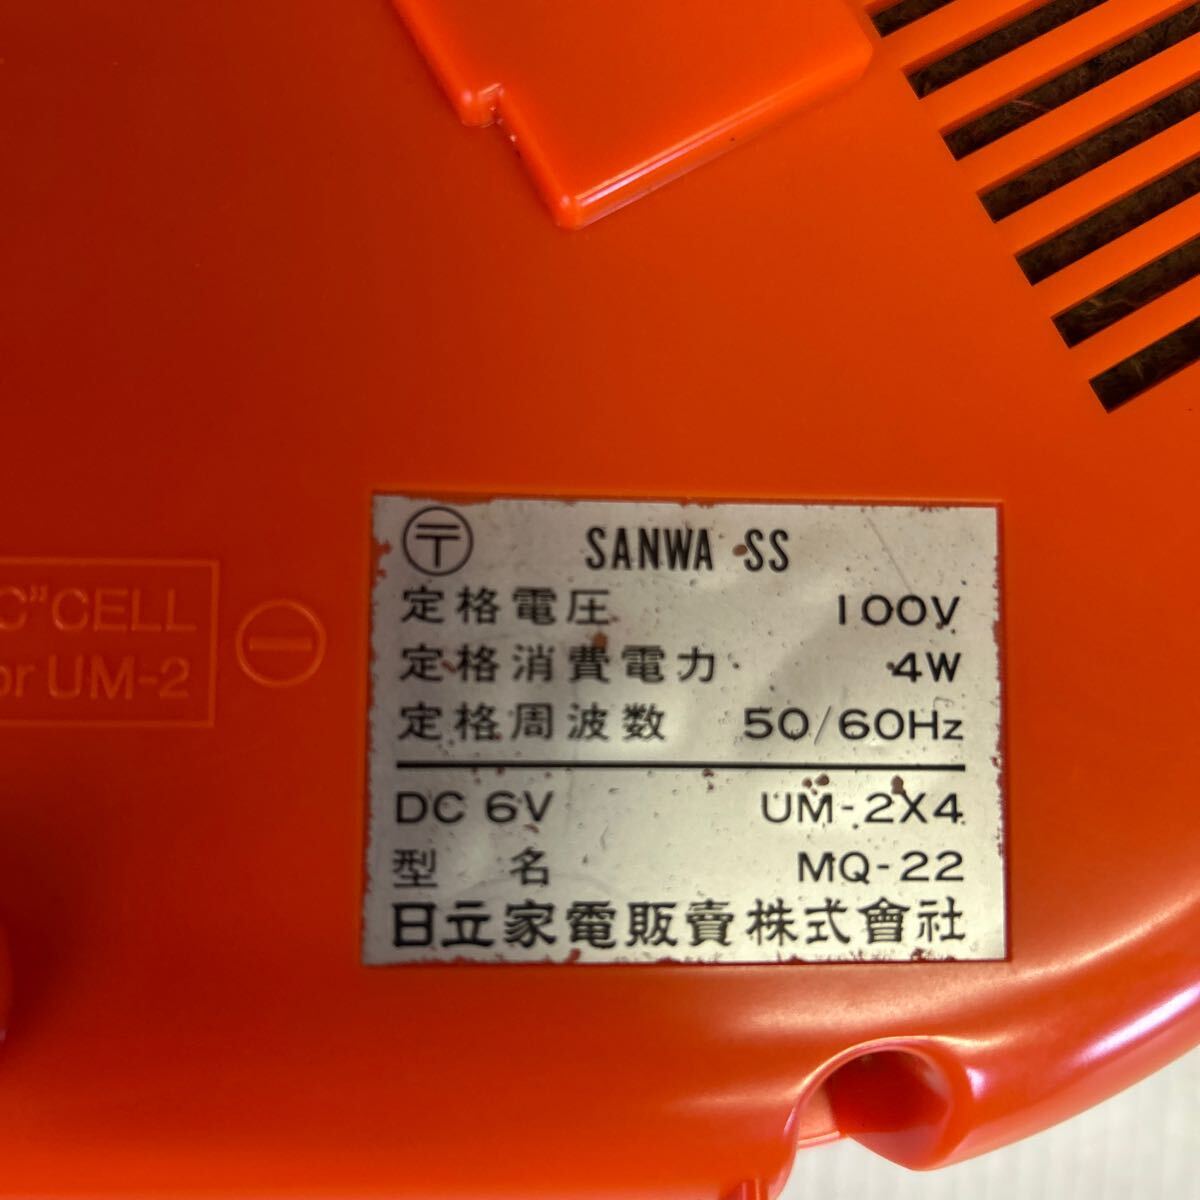 〒 SANWA SS
定格電圧 100V
定格消費電力 4W
定格周波数 50/60Hz
DC 6V UM-2X4
型 名 MQ-22
日立家電販賣株式會社
C"CELL
or UM-2